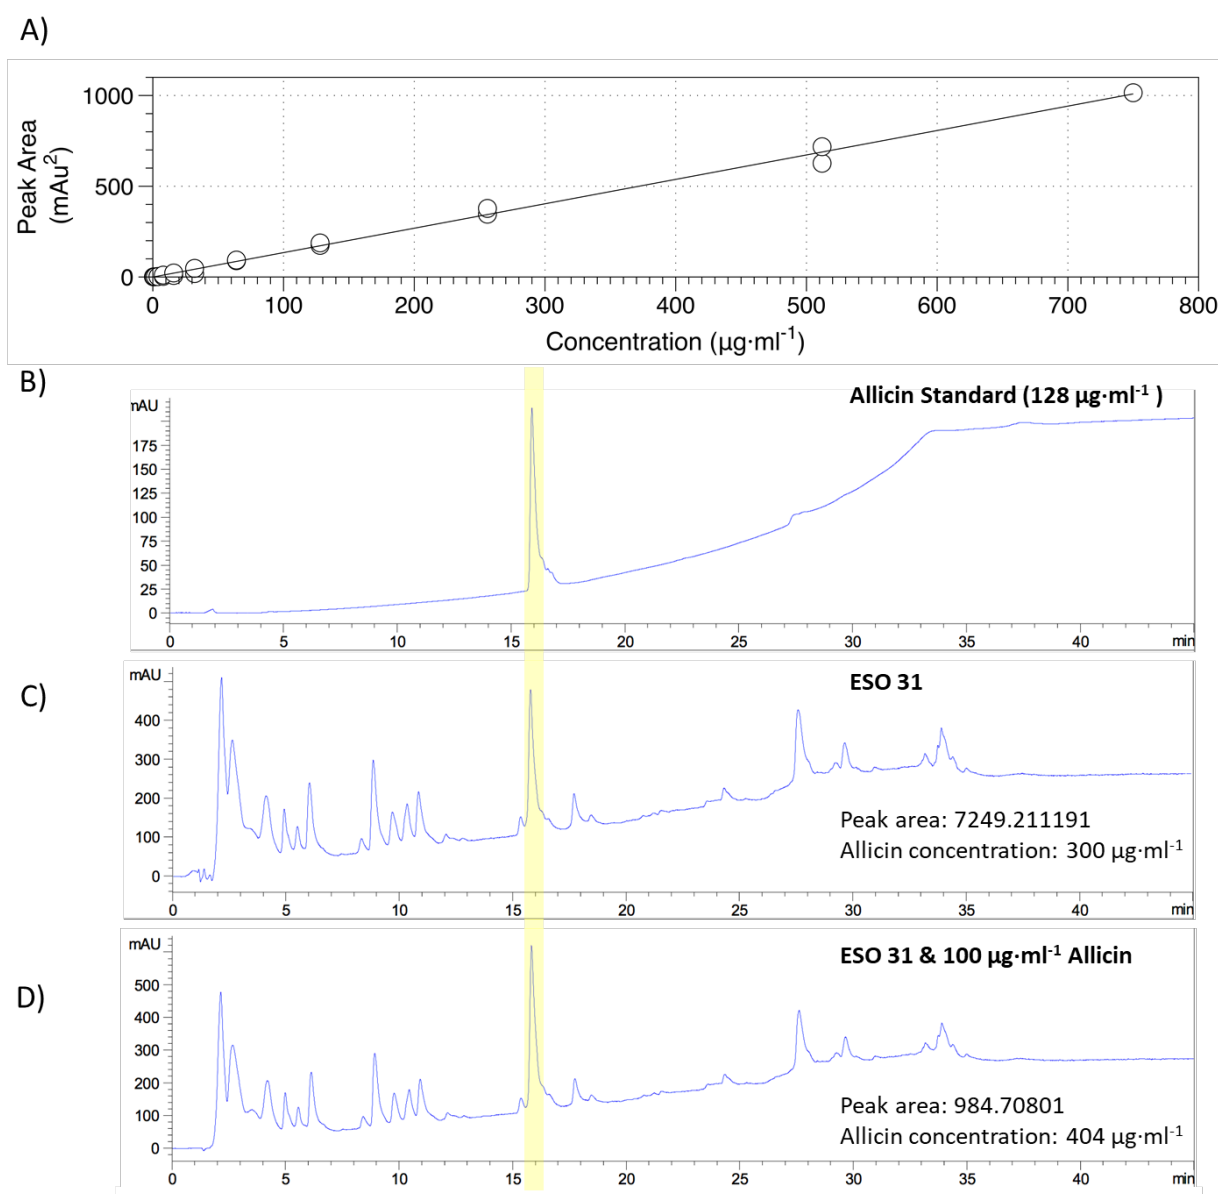 A)
1000
500
0
Peak Area
(mAu²)
0 100 200 300 400 500 600 700 800
Concentration (µg·ml⁻¹)
B)
Allicin Standard (128 µg·ml⁻¹ )
mAU
175
150
125
100
75
50
25
0
0 5 10 15 20 25 30 35 40 min
C)
ESO 31
mAU
400
300
200
100
0
Peak area: 7249.211191
Allicin concentration: 300 µg·ml⁻¹
0 5 10 15 20 25 30 35 40 min
D)
ESO 31 & 100 µg·ml⁻¹ Allicin
mAU
500
400
300
200
100
0
Peak area: 984.70801
Allicin concentration: 404 µg·ml⁻¹
0 5 10 15 20 25 30 35 40 min